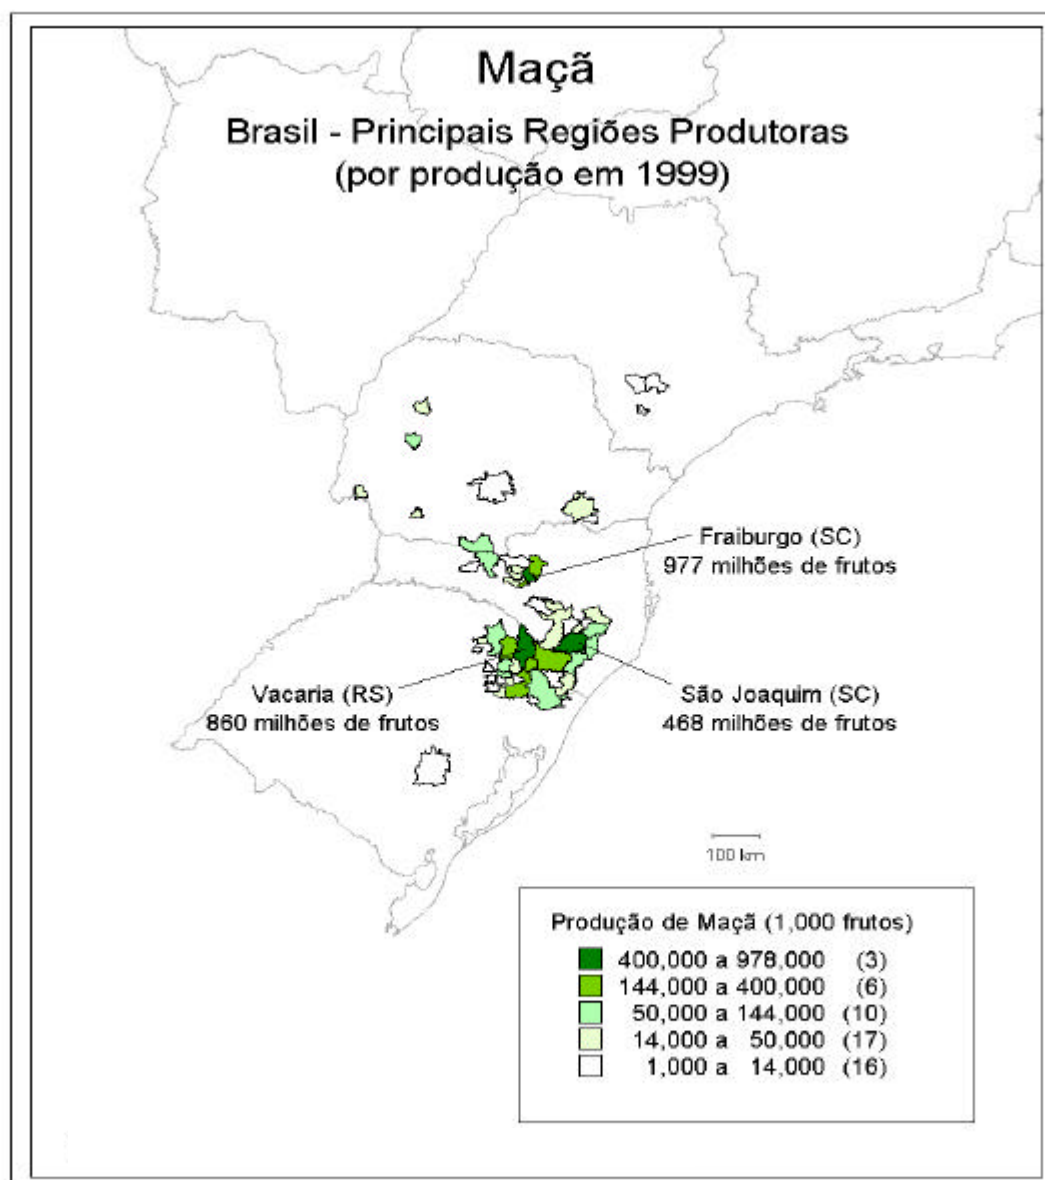 Maçã
Brasil - Principais Regiões Produtoras
(por produção em 1999)
Fraiburgo (SC)
977 milhões de frutos
Vacaria (RS)
860 milhões de frutos
São Joaquim (SC)
468 milhões de frutos
100 km
Produção de Maçã (1,000 frutos)
400,000 a 978,000 (3)
144,000 a 400,000 (6)
50,000 a 144,000 (10)
14,000 a 50,000 (17)
1,000 a 14,000 (16)